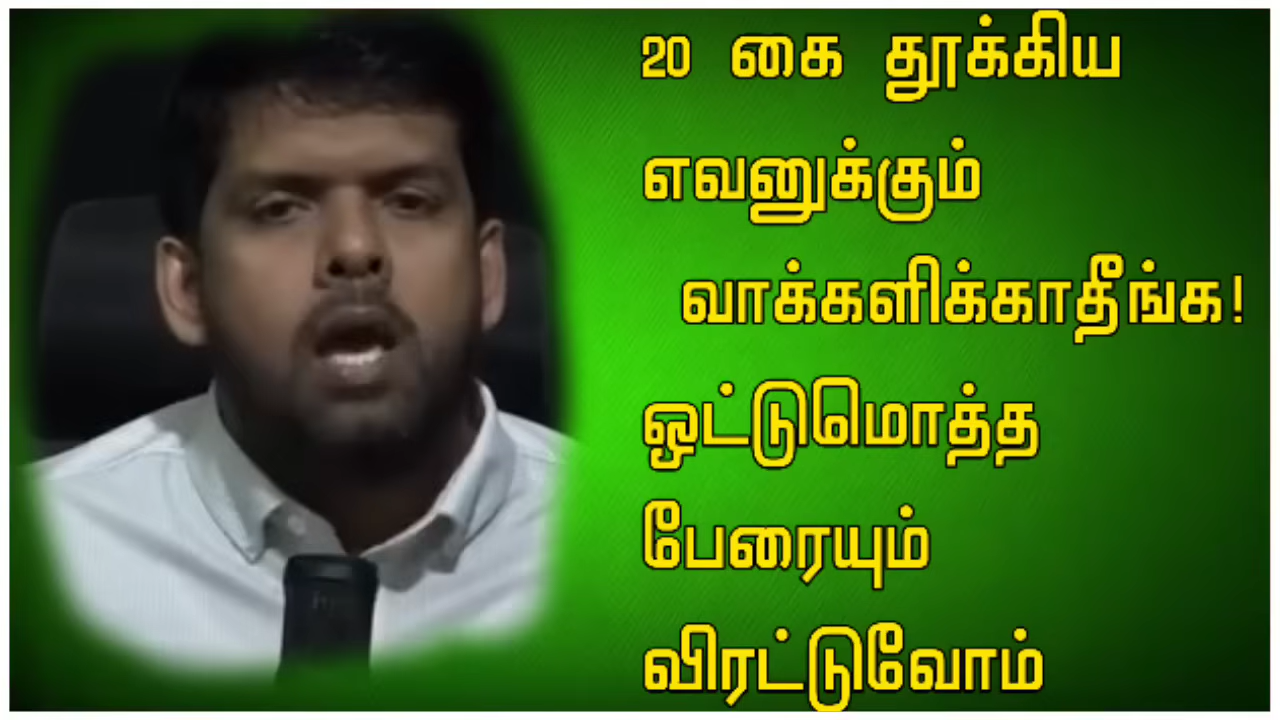 20 கை தூக்கிய
எவனுக்கும்
வாக்களிக்காதீங்க!
ஒட்டுமொத்த
பேரையும்
விரட்டுவோம்